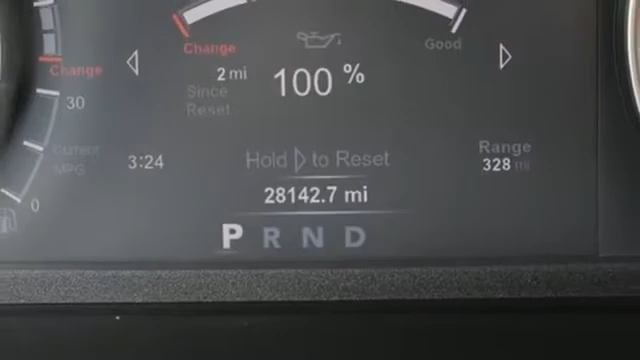 Change
Good
Change
2 mi
Since
Reset
100 %
30
Current
MPG
3:24
Hold to Reset
Range
328 mi
28142.7 mi
0
P R N D